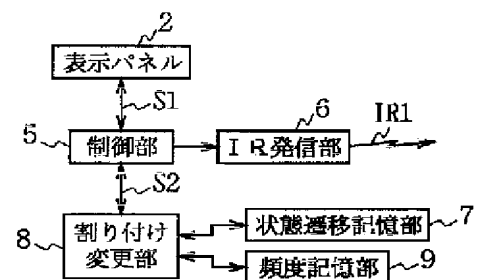 2
表示パネル
S1
6
IR1
5
制御部
IR発信部
S2
8
割り付け
変更部
状態遷移記憶部
7
頻度記憶部
9